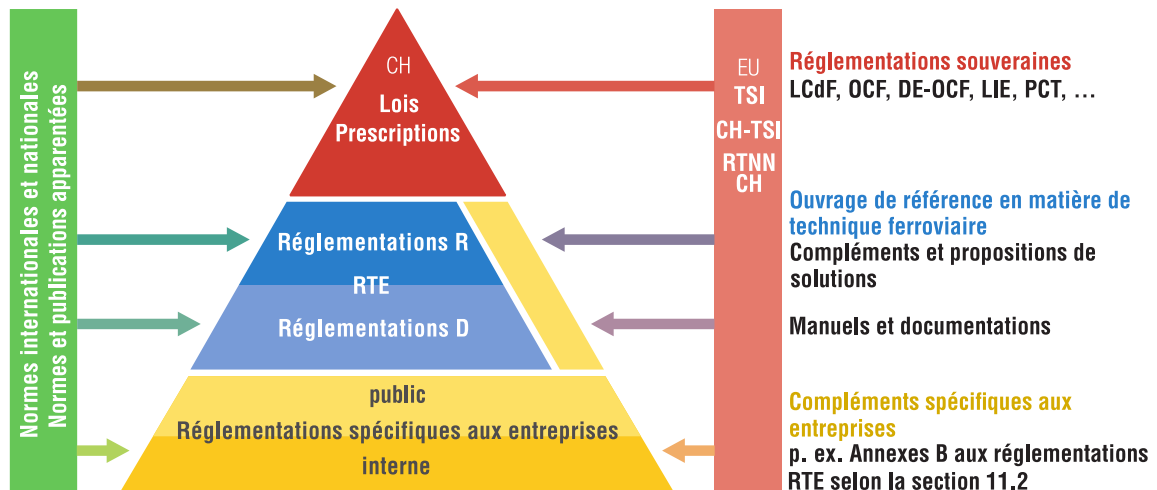 Normes internationales et nationales
Normes et publications apparentées
CH
Lois
Prescriptions
Réglementations R
RTE
Réglementations D
public
Réglementations spécifiques aux entreprises
interne
EU
TSI
CH-TSI
RTNN
CH
Réglementations souveraines
LCdF, OCF, DE-OCF, LIE, PCT, ...
Ouvrage de référence en matière de
technique ferroviaire
Compléments et propositions de
solutions
Manuels et documentations
Compléments spécifiques aux
entreprises
p. ex. Annexes B aux réglementations
RTE selon la section 11.2